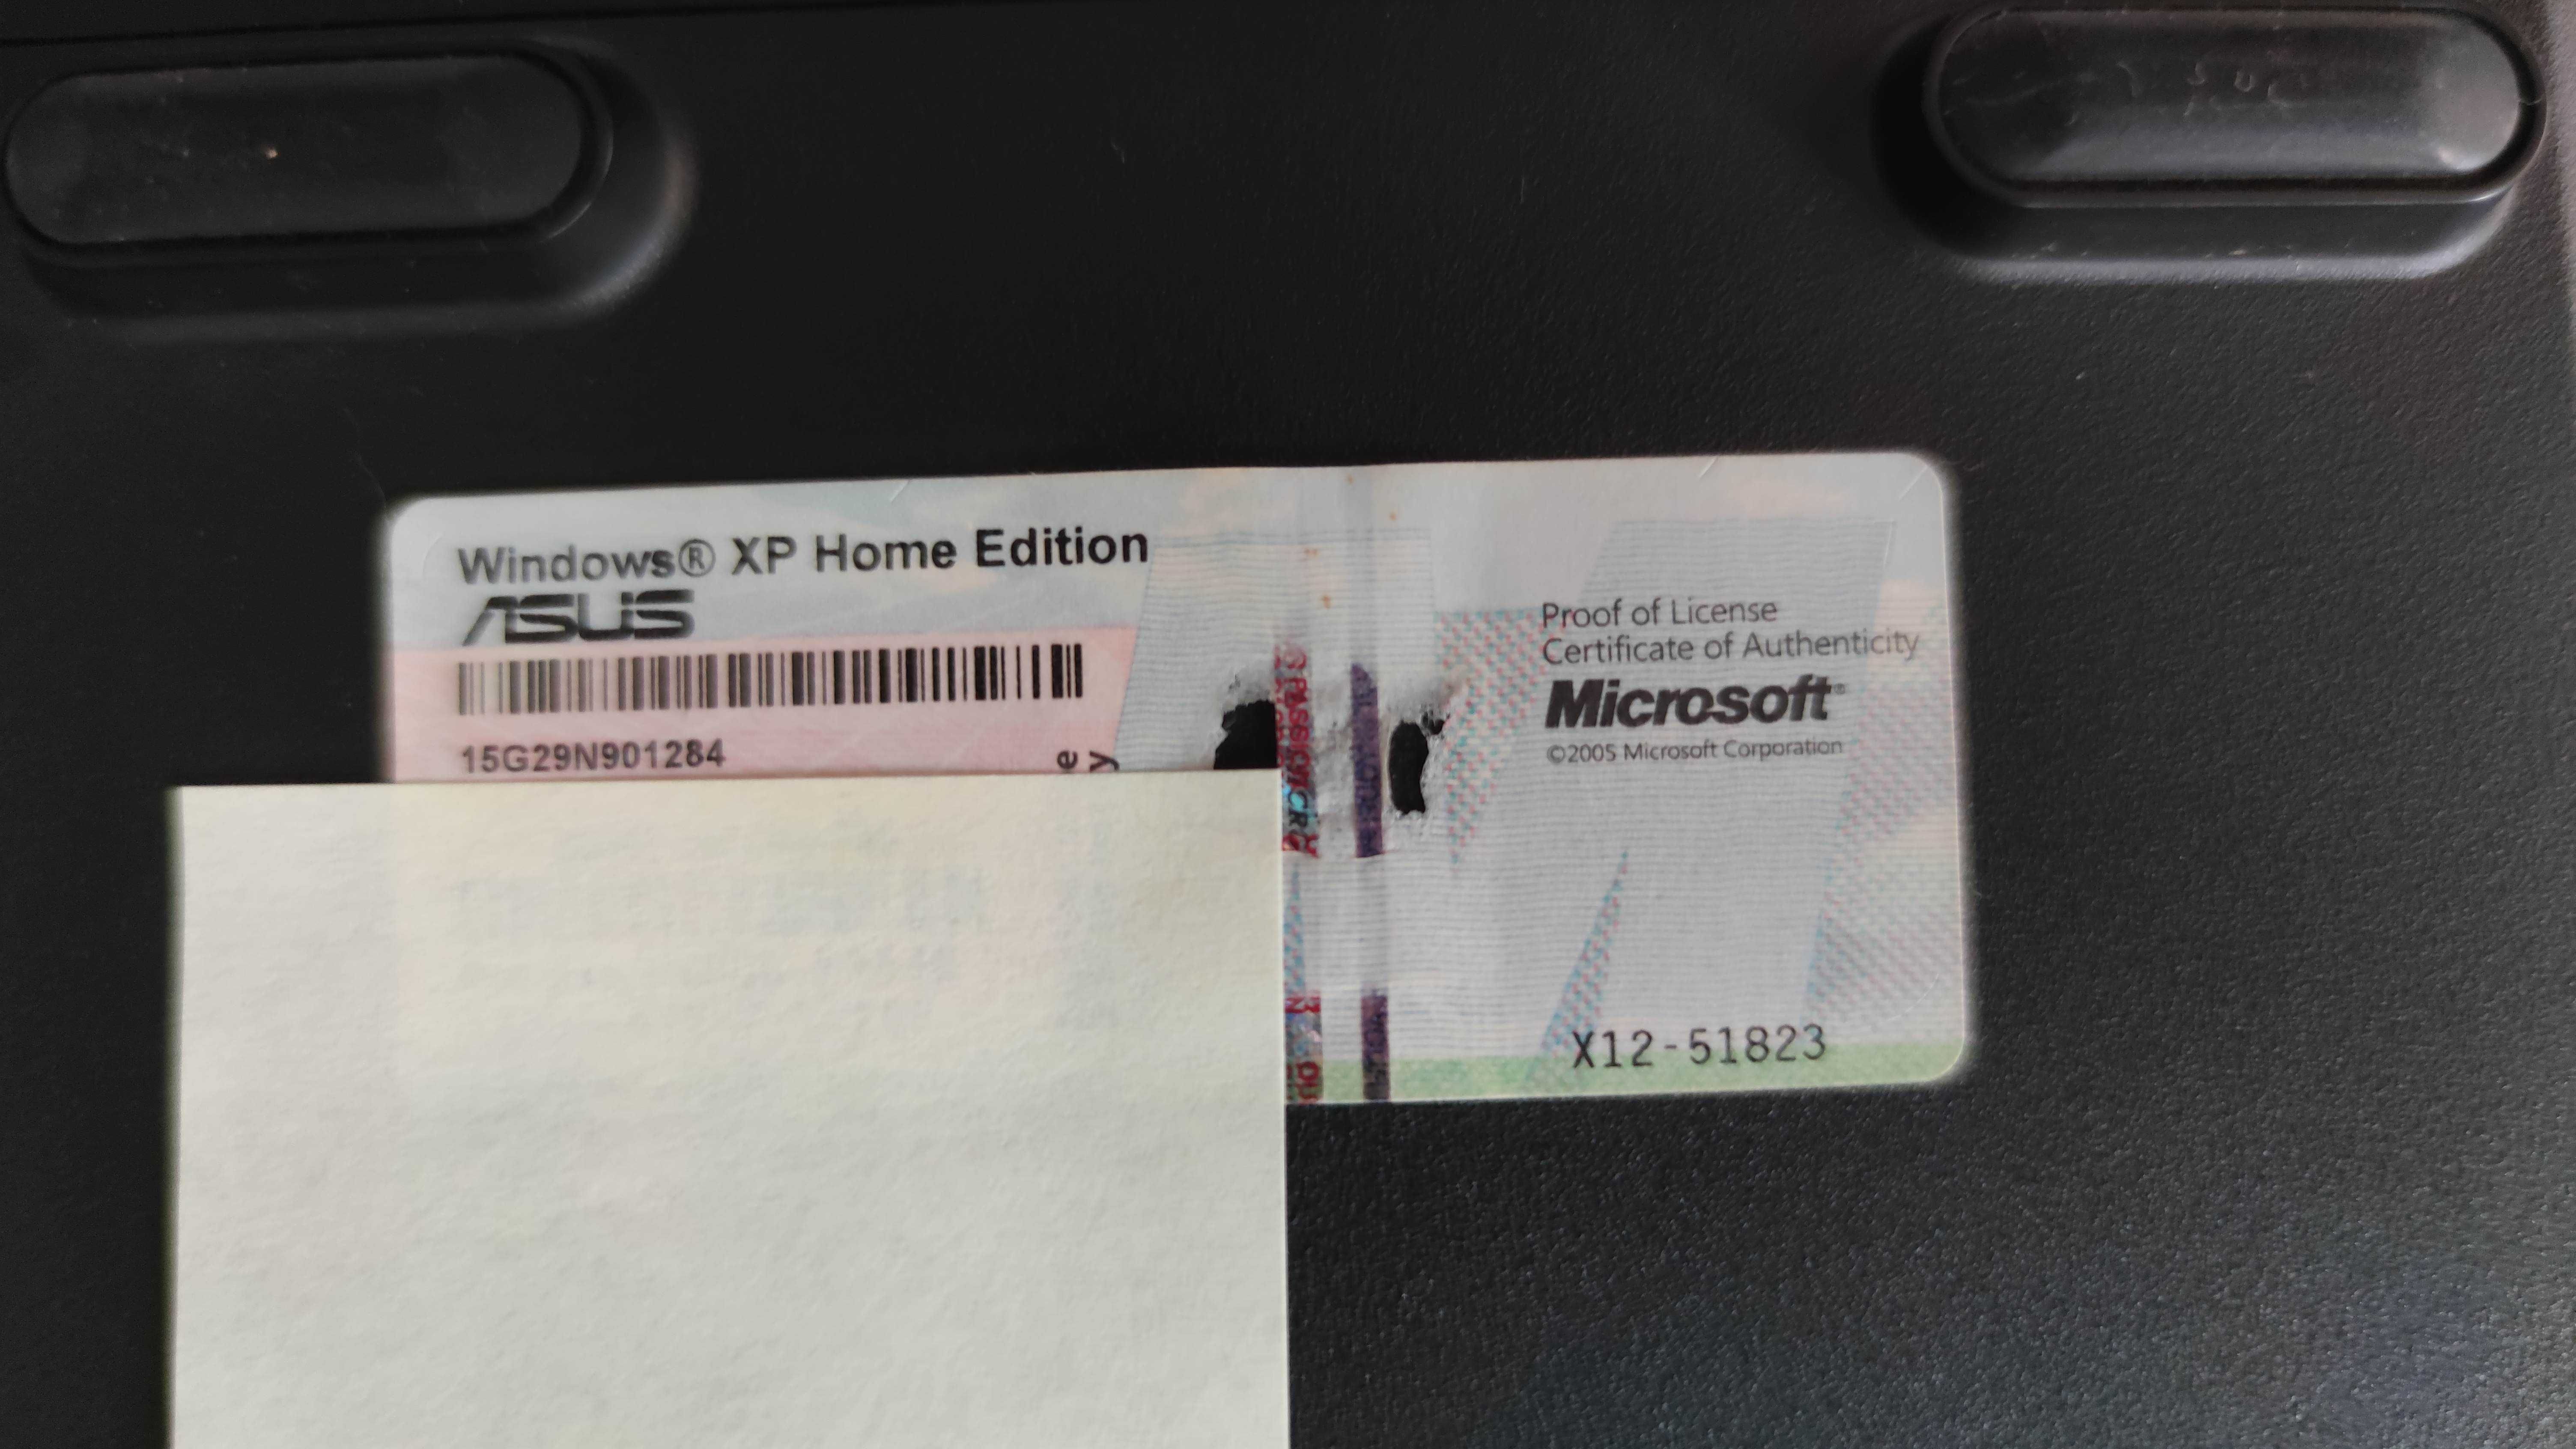 Windows® XP Home Edition
ASUS
15G29N901284
Proof of License
Certificate of Authenticity
Microsoft®
©2005 Microsoft Corporation
X12-51823